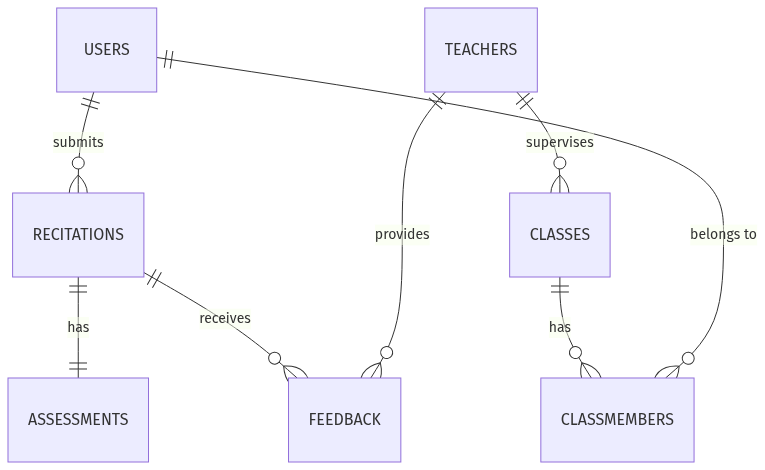 USERS
TEACHERS
submits
supervises
RECITATIONS
provides
CLASSES
belongs to
receives
has
has
ASSESSMENTS
FEEDBACK
CLASSMEMBERS